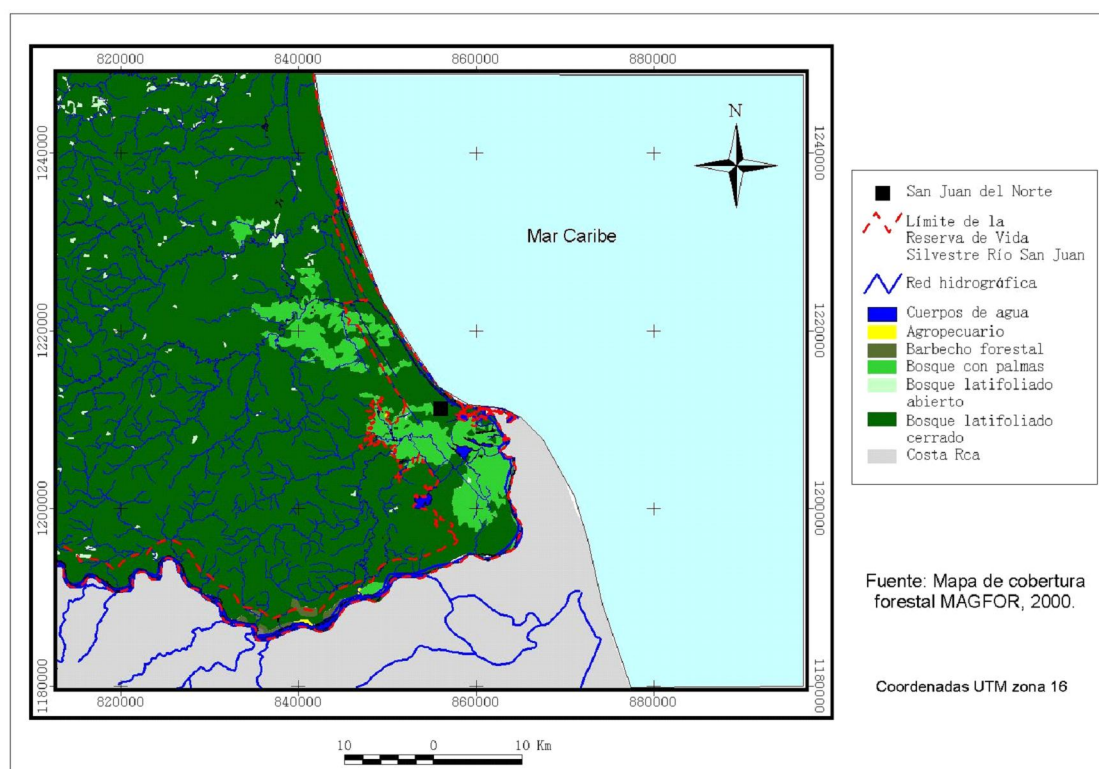 820000 840000 860000 880000
1240000
1220000
1200000
1180000
Mar Caribe
N
1240000
1220000
1200000
1180000
820000 840000 860000 880000
10 0 10 Km
San Juan del Norte
Límite de la
Reserva de Vida
Silvestre Río San Juan
Red hidrográfica
Cuerpos de agua
Agropecuario
Barbecho forestal
Bosque con palmas
Bosque latifoliado
abierto
Bosque latifoliado
cerrado
Costa Rca
Fuente: Mapa de cobertura
forestal MAGFOR, 2000.
Coordenadas UTM zona 16